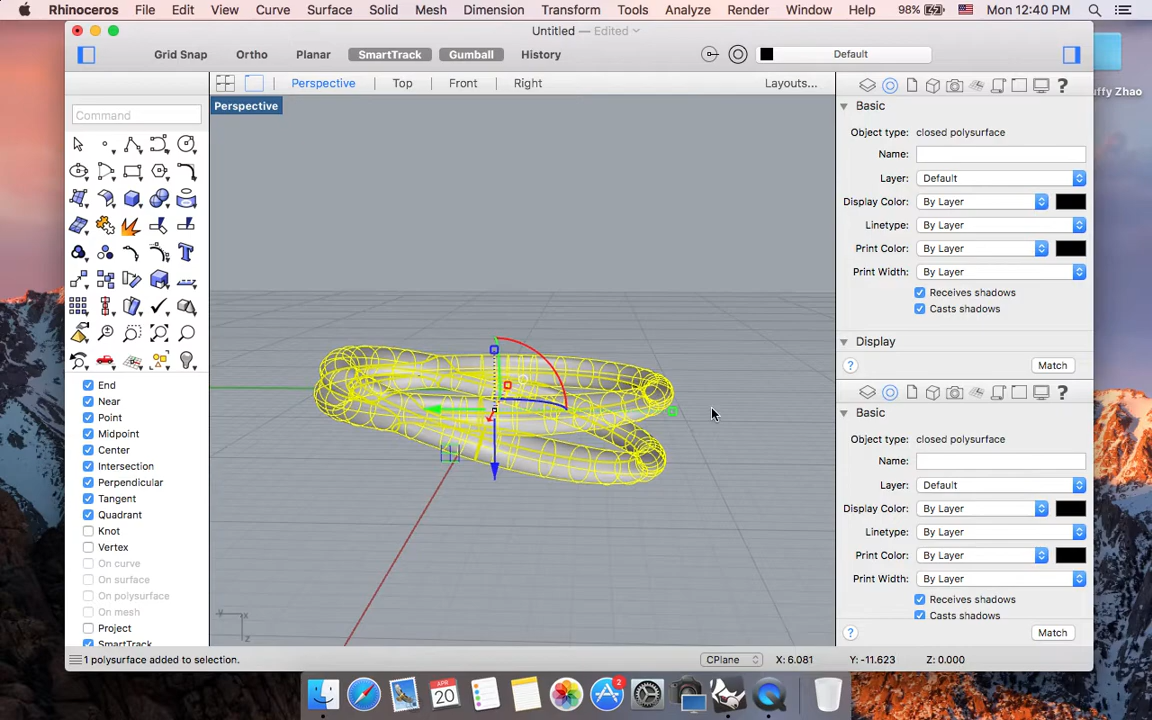 Rhinoceros File Edit View Curve Surface Solid Mesh Dimension Transform Tools Analyze Render Window Help 98% Mon 12:40 PM
Untitled — Edited
Grid Snap Ortho Planar SmartTrack Gumball History Default
Perspective Top Front Right Layouts...
Perspective
Command
End
Near
Point
Midpoint
Center
Intersection
Perpendicular
Tangent
Quadrant
Knot
Vertex
On curve
On surface
On polysurface
On mesh
Project
SmartTrack
y x
z
Basic
Object type: closed polysurface
Name:
Layer: Default
Display Color: By Layer
Linetype: By Layer
Print Color: By Layer
Print Width: By Layer
Receives shadows
Casts shadows
Display
? Match
Basic
Object type: closed polysurface
Name:
Layer: Default
Display Color: By Layer
Linetype: By Layer
Print Color: By Layer
Print Width: By Layer
Receives shadows
Casts shadows
? Match
Zhao
1 polysurface added to selection. CPlane X: 6.081 Y: -11.623 Z: 0.000
APR
20
2